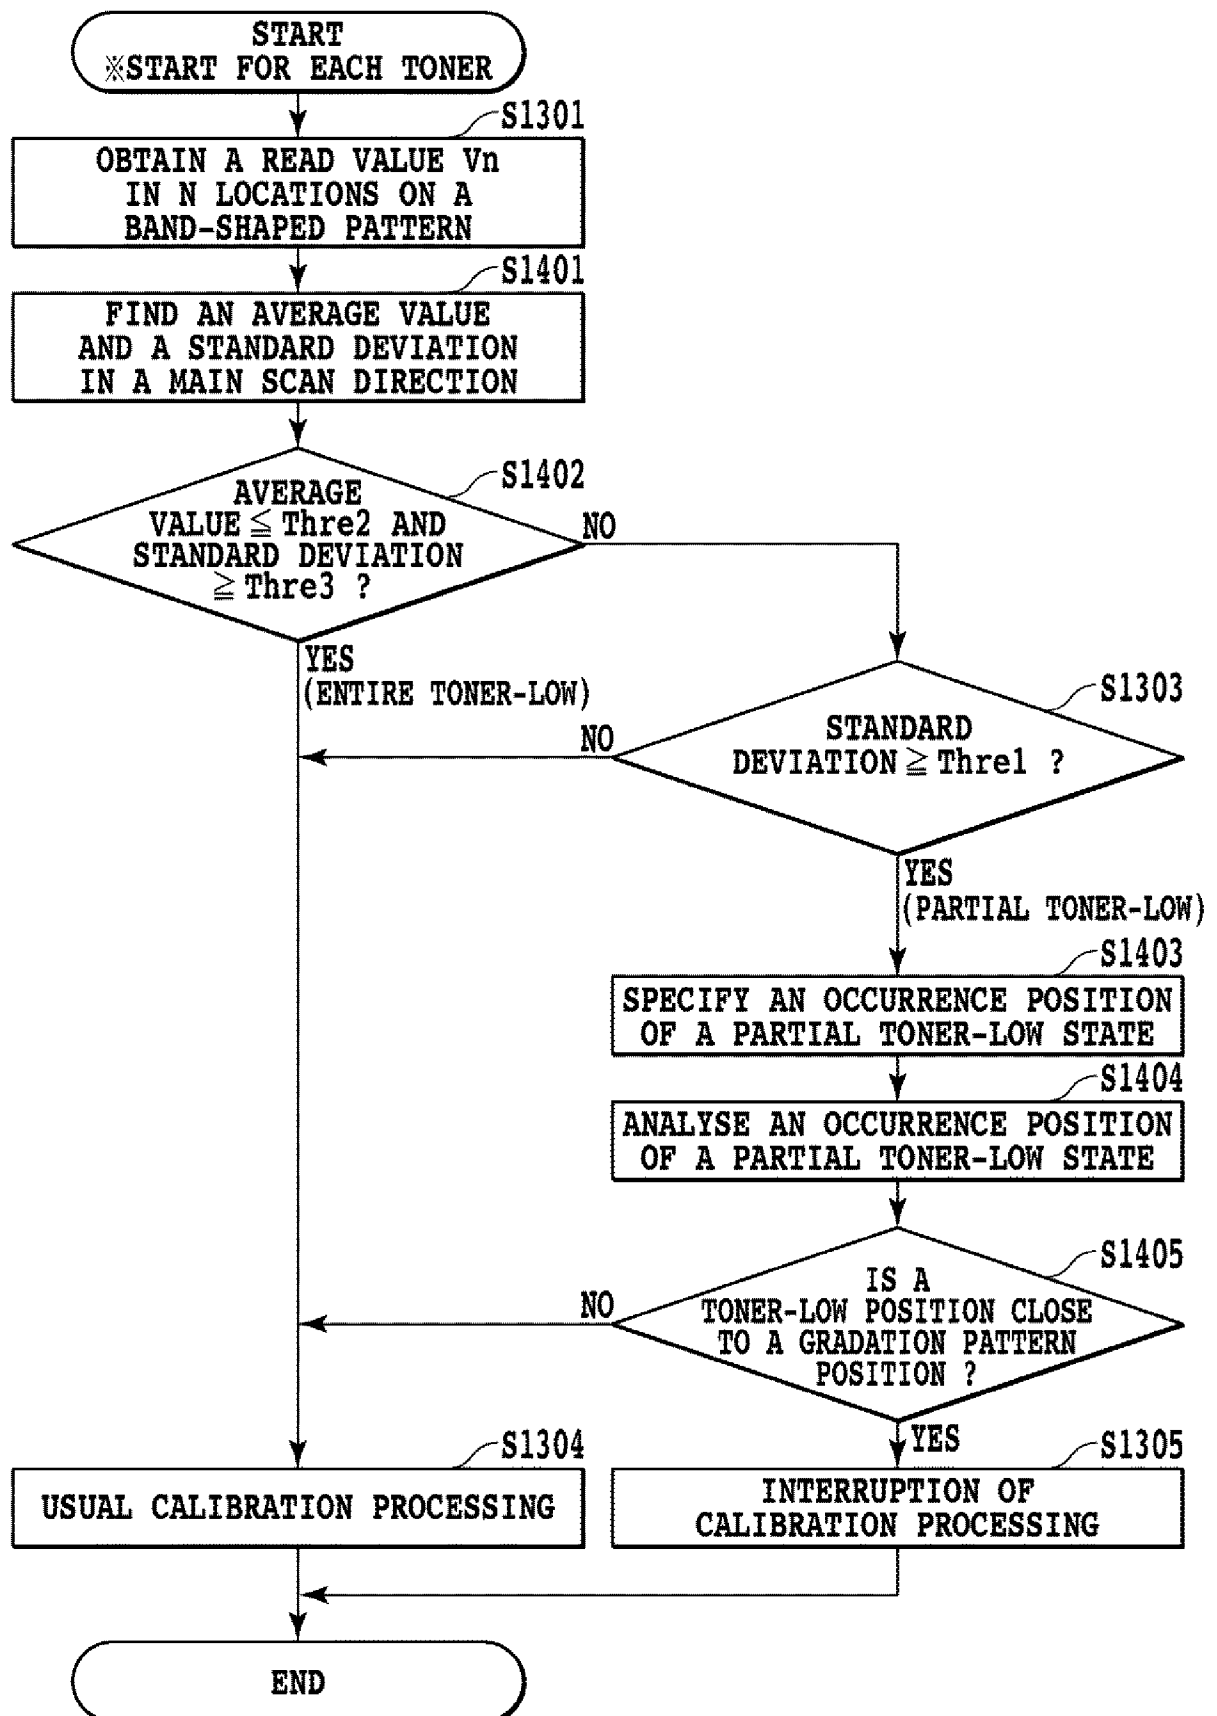 START
※START FOR EACH TONER
S1301
OBTAIN A READ VALUE Vn
IN N LOCATIONS ON A
BAND-SHAPED PATTERN
S1401
FIND AN AVERAGE VALUE
AND A STANDARD DEVIATION
IN A MAIN SCAN DIRECTION
S1402
AVERAGE
VALUE ≦ Thre2 AND
STANDARD DEVIATION
≧ Thre3 ?
NO
YES
(ENTIRE TONER-LOW)
S1303
STANDARD
DEVIATION ≧ Thre1 ?
NO
YES
(PARTIAL TONER-LOW)
S1403
SPECIFY AN OCCURRENCE POSITION
OF A PARTIAL TONER-LOW STATE
S1404
ANALYSE AN OCCURRENCE POSITION
OF A PARTIAL TONER-LOW STATE
S1405
IS A
TONER-LOW POSITION CLOSE
TO A GRADATION PATTERN
POSITION ?
NO
YES
S1304
USUAL CALIBRATION PROCESSING
S1305
INTERRUPTION OF
CALIBRATION PROCESSING
END